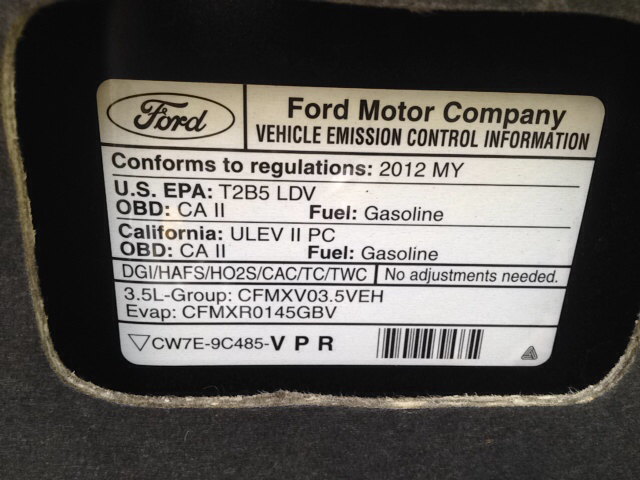 Ford
Ford Motor Company
VEHICLE EMISSION CONTROL INFORMATION
Conforms to regulations: 2012 MY
U.S. EPA: T2B5 LDV
OBD: CA II Fuel: Gasoline
California: ULEV II PC
OBD: CA II Fuel: Gasoline
DGI/HAFS/HO2S/CAC/TC/TWC No adjustments needed.
3.5L-Group: CFMXV03.5VEH
Evap: CFMXR0145GBV
▽CW7E-9C485-V P R